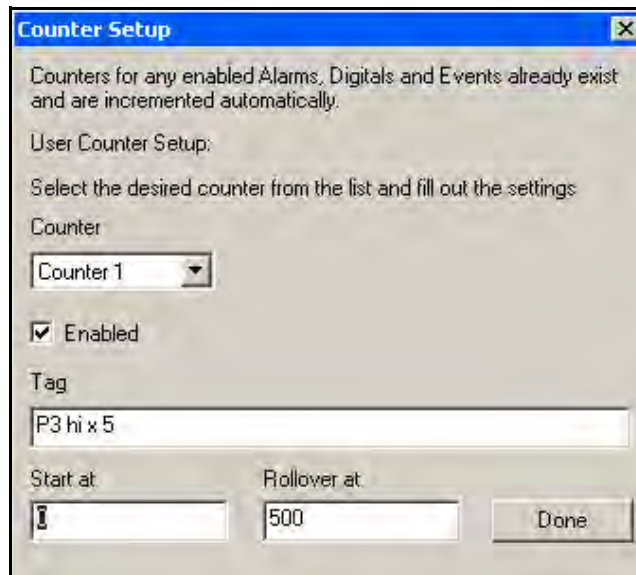 Counter Setup
Counters for any enabled Alarms, Digitals and Events already exist
and are incremented automatically.
User Counter Setup:
Select the desired counter from the list and fill out the settings
Counter
Counter 1
Enabled
Tag
P3 hi x 5
Start at
Rollover at
500
Done